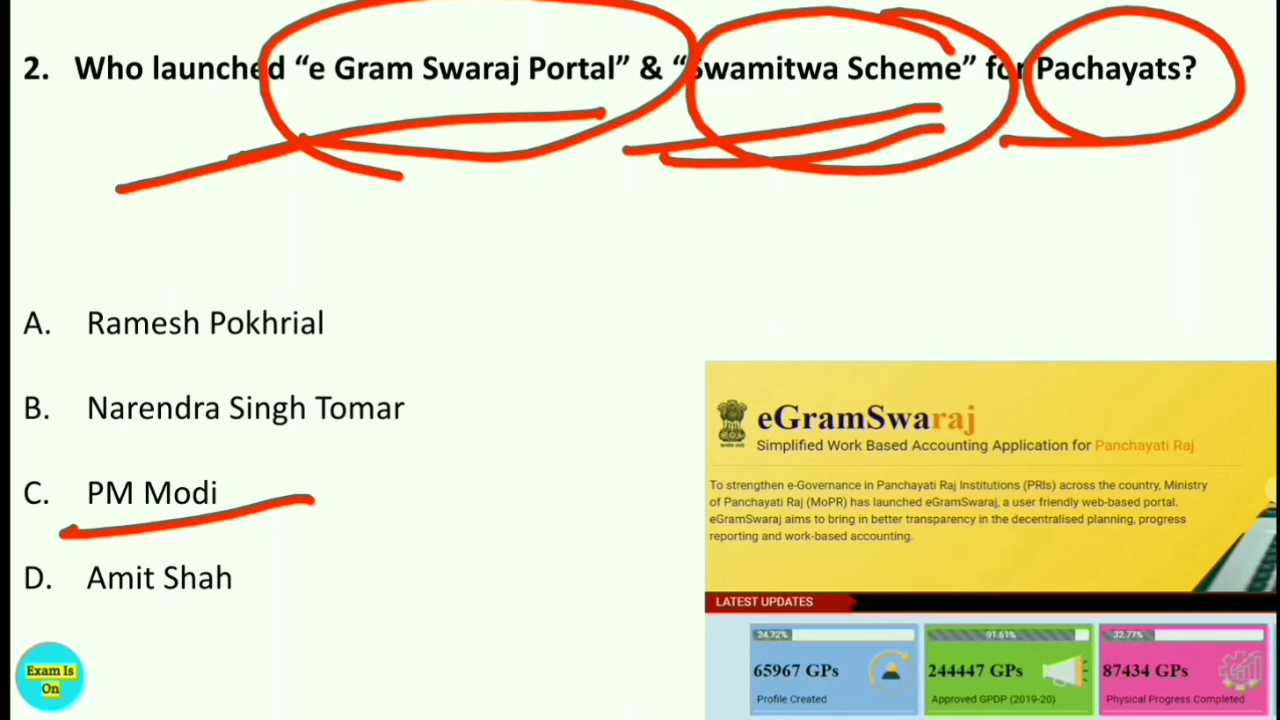 2. Who launched “e Gram Swaraj Portal” & “Swamitwa Scheme” for Pachayats?
A. Ramesh Pokhrial
B. Narendra Singh Tomar
C. PM Modi
D. Amit Shah
eGramSwaraj
Simplified Work Based Accounting Application for Panchayati Raj
To strengthen e-Governance in Panchayati Raj Institutions (PRIs) across the country, Ministry
of Panchayati Raj (MoPR) has launched eGramSwaraj, a user friendly web-based portal.
eGramSwaraj aims to bring in better transparency in the decentralised planning, progress
reporting and work-based accounting.
LATEST UPDATES
24.72% 91.61% 32.77%
65967 GPs 244447 GPs 87434 GPs
Profile Created Approved GPDP (2019-20) Physical Progress Completed
Exam Is
On